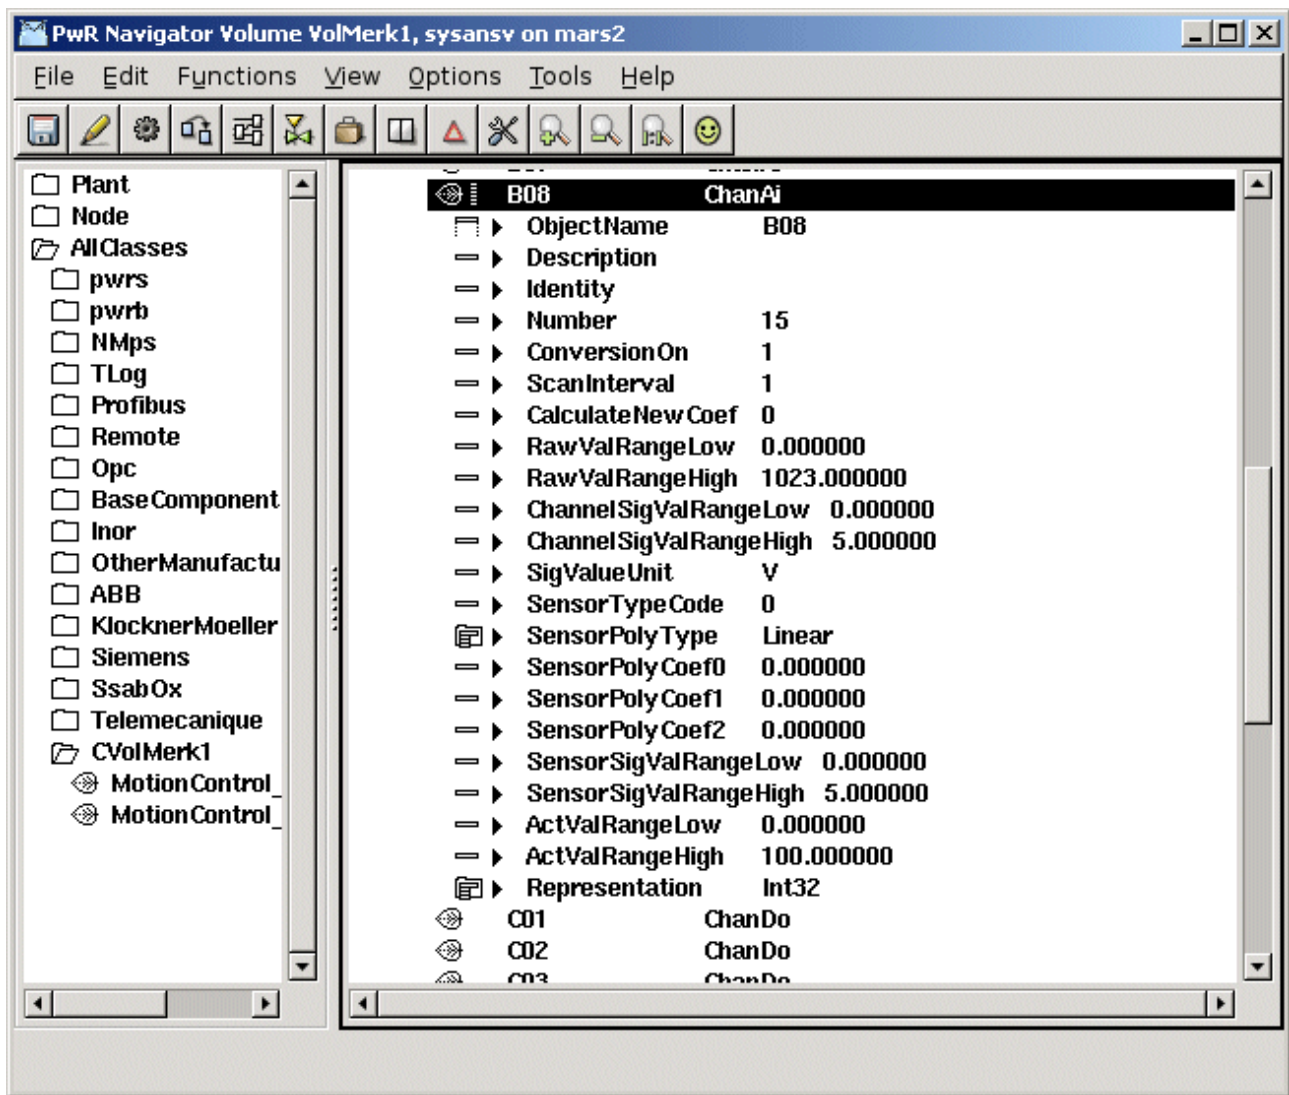 PwR Navigator Volume VolMerk1, sysansv on mars2
File Edit Functions View Options Tools Help
Plant
Node
AllClasses
pwrs
pwrb
NMps
TLog
Profibus
Remote
Opc
BaseComponent
Inor
OtherManufactu
ABB
KlocknerMoeller
Siemens
SsabOx
Telemecanique
CVolMerk1
MotionControl_
MotionControl_
B08 ChanAi
ObjectName B08
Description
Identity
Number 15
ConversionOn 1
ScanInterval 1
CalculateNewCoef 0
RawValRangeLow 0.000000
RawValRangeHigh 1023.000000
ChannelSigValRangeLow 0.000000
ChannelSigValRangeHigh 5.000000
SigValueUnit V
SensorTypeCode 0
SensorPolyType Linear
SensorPolyCoef0 0.000000
SensorPolyCoef1 0.000000
SensorPolyCoef2 0.000000
SensorSigValRangeLow 0.000000
SensorSigValRangeHigh 5.000000
ActValRangeLow 0.000000
ActValRangeHigh 100.000000
Representation Int32
C01 ChanDo
C02 ChanDo
C03 ChanDo